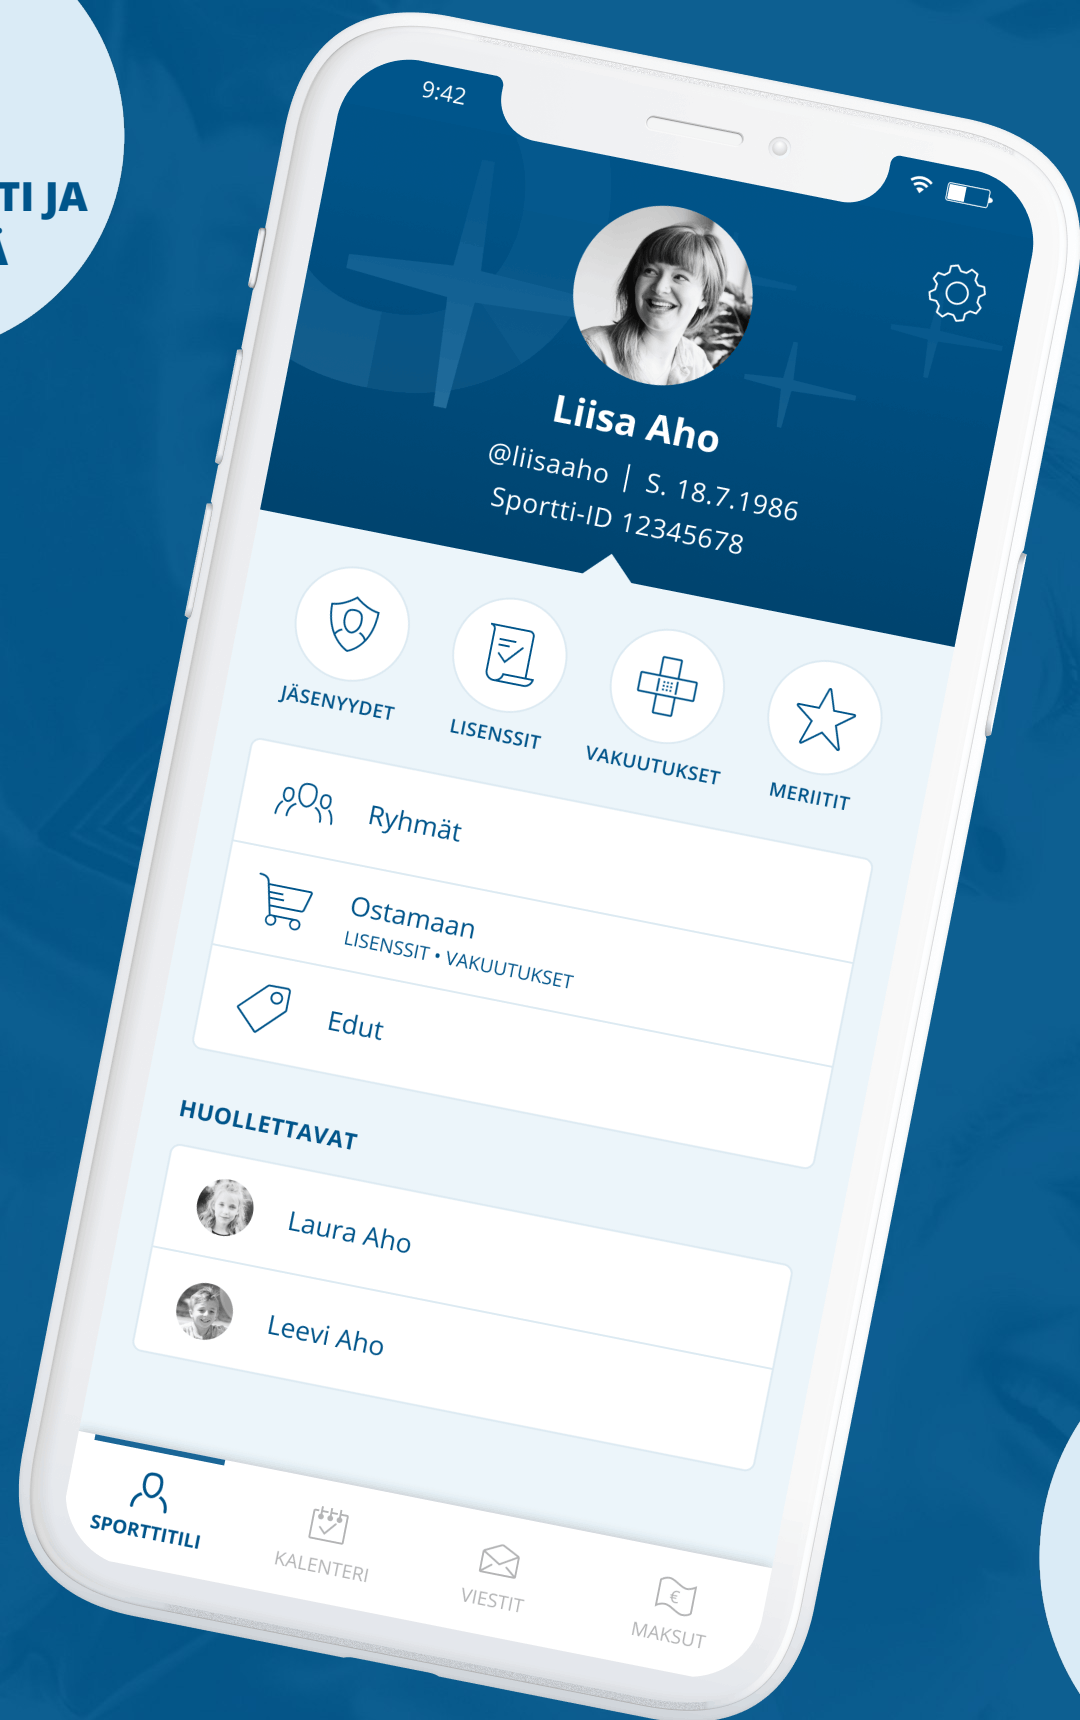 TI JA
Ä
9:42
Liisa Aho
@liisaaho | S. 18.7.1986
Sportti-ID 12345678
JÄSENYYDET
LISENSSIT
VAKUUTUKSET
MERIITIT
Ryhmät
Ostamaan
LISENSSIT • VAKUUTUKSET
Edut
HUOLLETTAVAT
Laura Aho
Leevi Aho
SPORTTITILI
KALENTERI
VIESTIT
€
MAKSUT